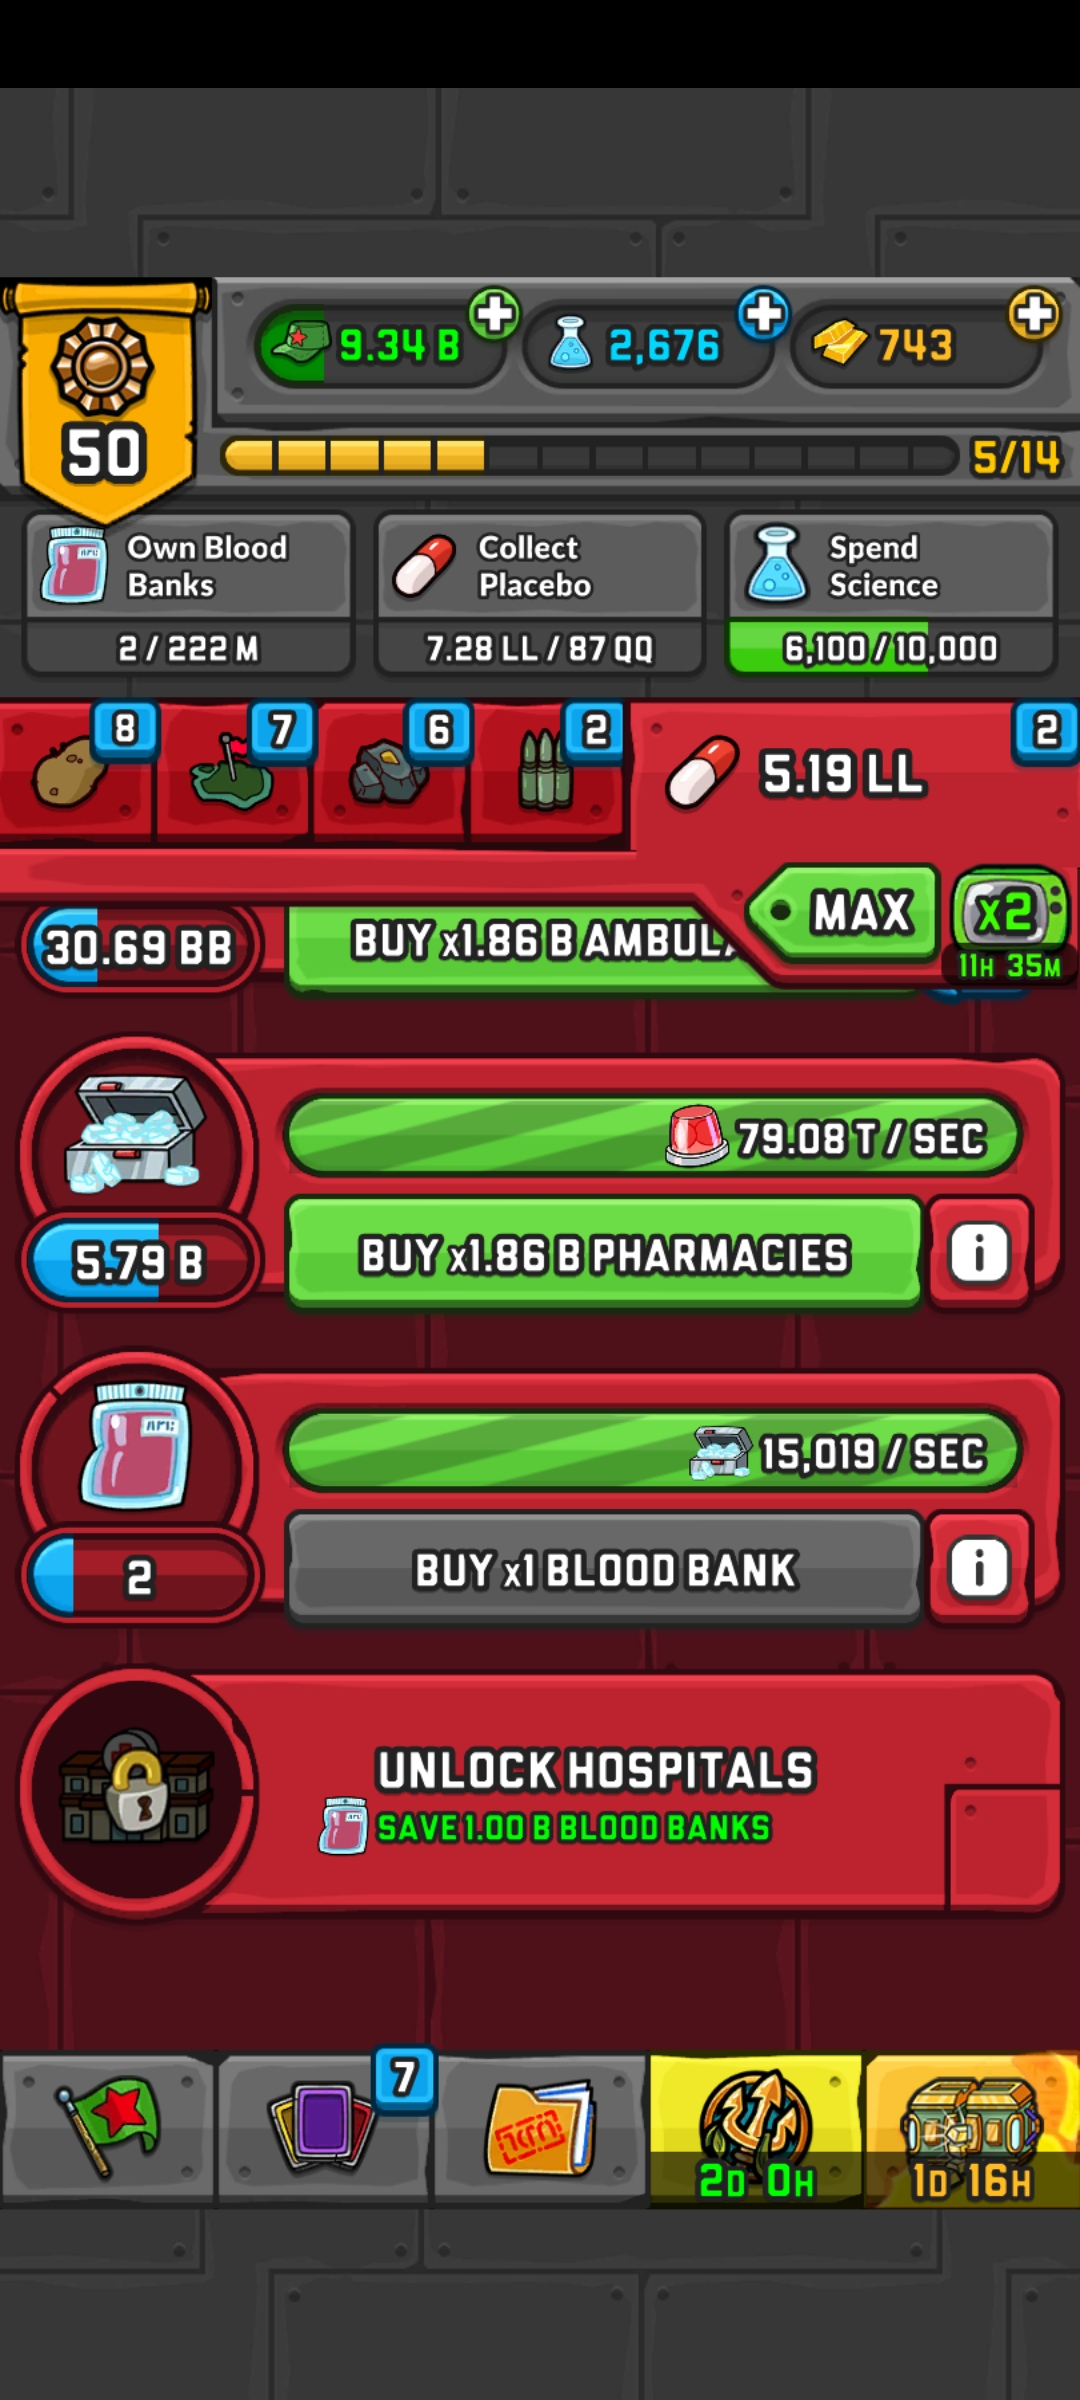 9.34 B
2,676
743
50
5/14
Own Blood
Banks
2 / 222 M
Collect
Placebo
7.28 LL / 87 QQ
Spend
Science
6,100 / 10,000
8
7
6
2
5.19 LL
2
MAX
x2
11H 35M
30.69 BB
BUY x1.86 B AMBUL
79.08 T / SEC
5.79 B
BUY x1.86 B PHARMACIES
i
15,019 / SEC
2
BUY x1 BLOOD BANK
i
UNLOCK HOSPITALS
SAVE 1.00 B BLOOD BANKS
7
2D 0H
1D 16H